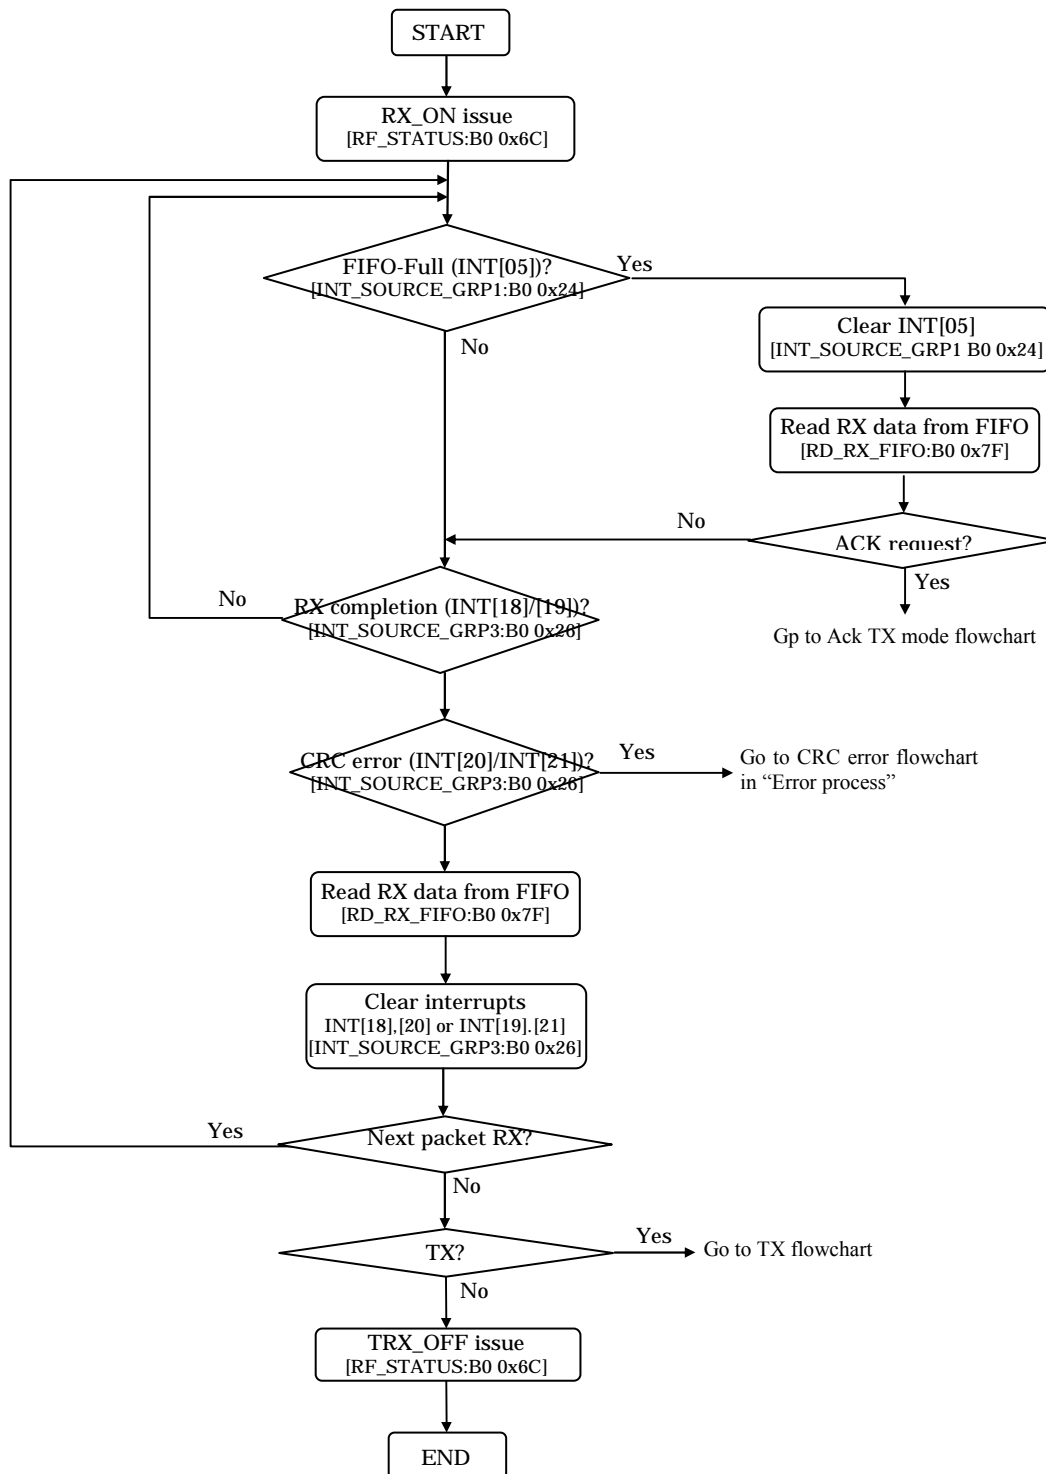 START
RX_ON issue
[RF_STATUS:B0 0x6C]
FIFO-Full (INT[05])?
[INT_SOURCE_GRP1:B0 0x24]
Yes
No
Clear INT[05]
[INT_SOURCE_GRP1 B0 0x24]
Read RX data from FIFO
[RD_RX_FIFO:B0 0x7F]
ACK request?
No
Yes
Gp to Ack TX mode flowchart
RX completion (INT[18]/[19])?
[INT_SOURCE_GRP3:B0 0x26]
No
CRC error (INT[20]/INT[21])?
[INT_SOURCE_GRP3:B0 0x26]
Yes
Go to CRC error flowchart
in “Error process”
Read RX data from FIFO
[RD_RX_FIFO:B0 0x7F]
Clear interrupts
INT[18],[20] or INT[19].[21]
[INT_SOURCE_GRP3:B0 0x26]
Next packet RX?
Yes
No
TX?
Yes
Go to TX flowchart
No
TRX_OFF issue
[RF_STATUS:B0 0x6C]
END